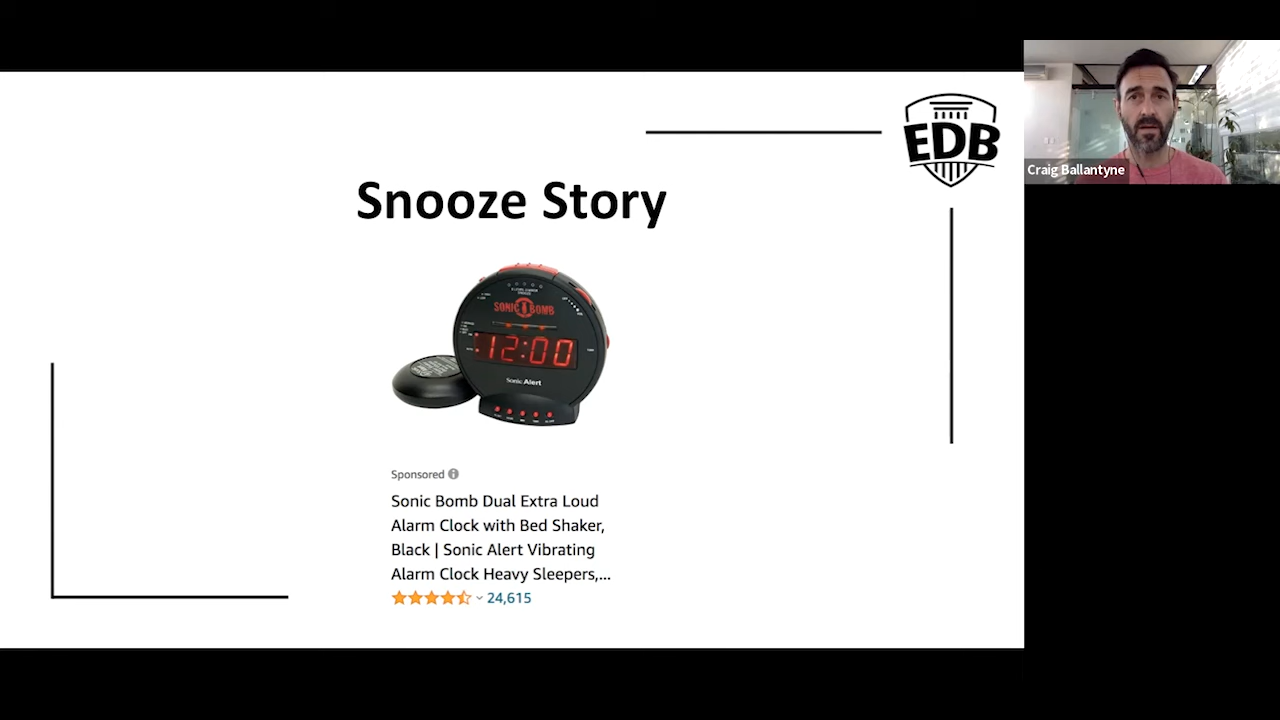 EDB
Craig Ballantyne
Snooze Story
SONIC BOMB
12:00
Sonic Alert
Sponsored
Sonic Bomb Dual Extra Loud
Alarm Clock with Bed Shaker,
Black | Sonic Alert Vibrating
Alarm Clock Heavy Sleepers,...
24,615